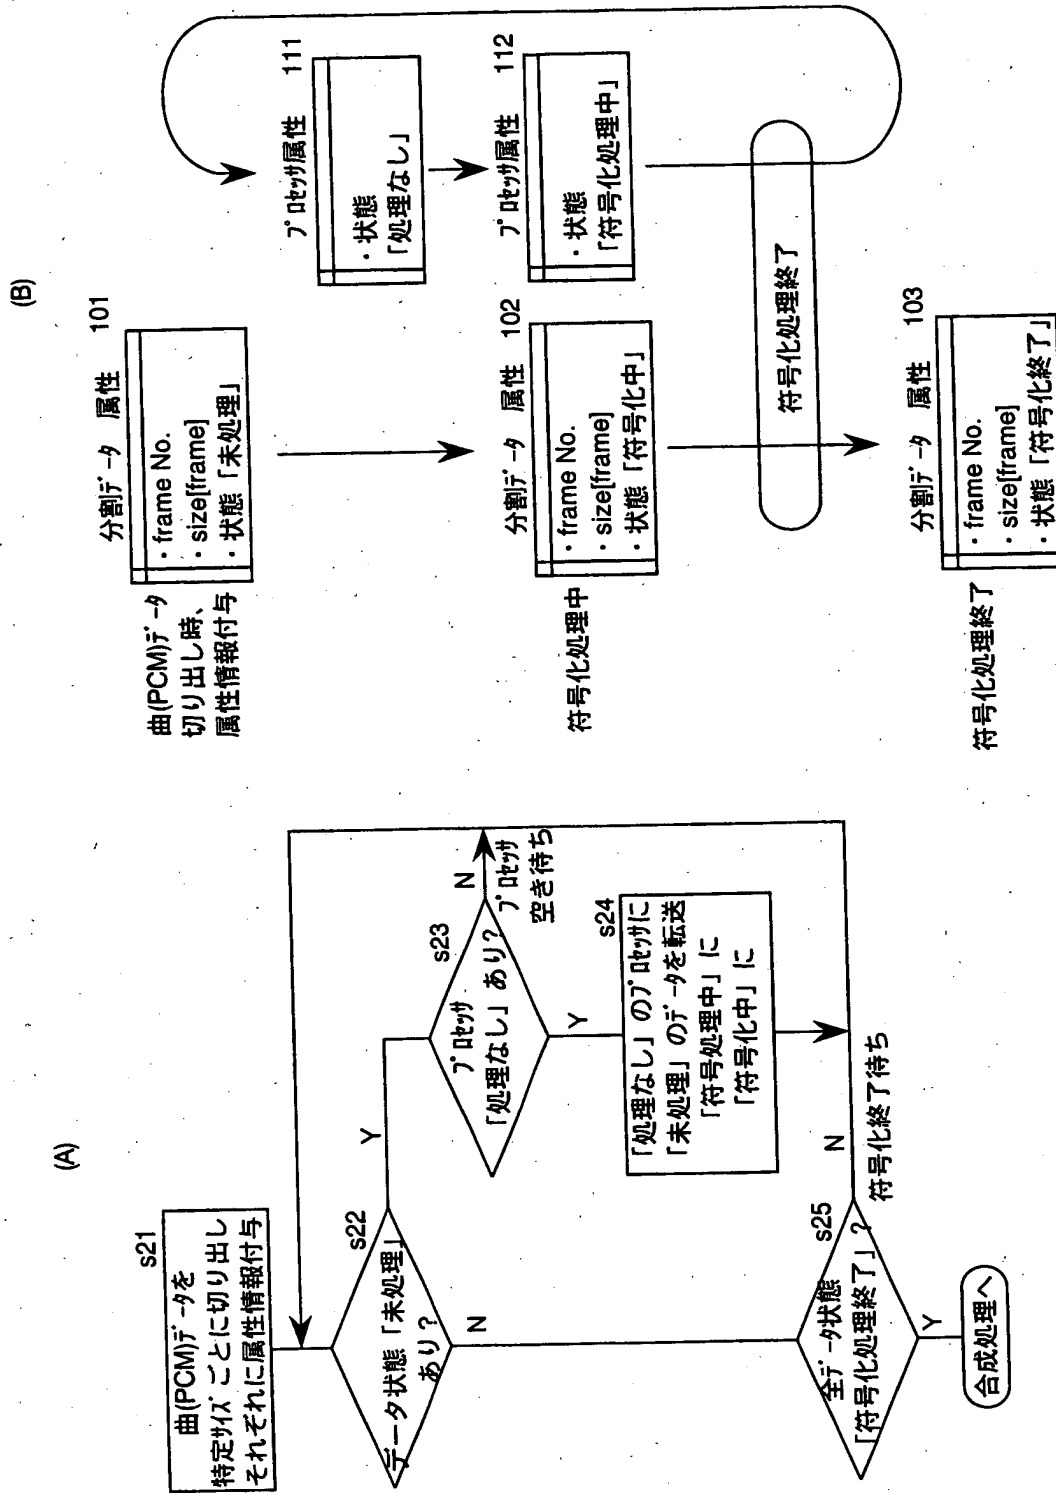 (A)
s21
曲(PCM)データを
特定サイズごとに切り出し
それぞれに属性情報付与
s22
データ状態「未処理」
あり?
Y
N
s23
プロセッサ
「処理なし」あり?
N
プロセッサ
空き待ち
Y
s24
「処理なし」のプロセッサに
「未処理」のデータを転送
「符号処理中」に
「符号化中」に
s25
全データ状態
「符号化処理終了」?
N
符号化終了待ち
Y
合成処理へ
(B)
曲(PCM)データ
切り出し時、
属性情報付与
分割データ 属性 101
・frame No.
・size[frame]
・状態「未処理」
プロセッサ属性 111
・状態
「処理なし」
符号化処理中
分割データ 属性 102
・frame No.
・size[frame]
・状態「符号化中」
プロセッサ属性 112
・状態
「符号化処理中」
符号化処理終了
符号化処理終了
分割データ 属性 103
・frame No.
・size[frame]
・状態「符号化終了」